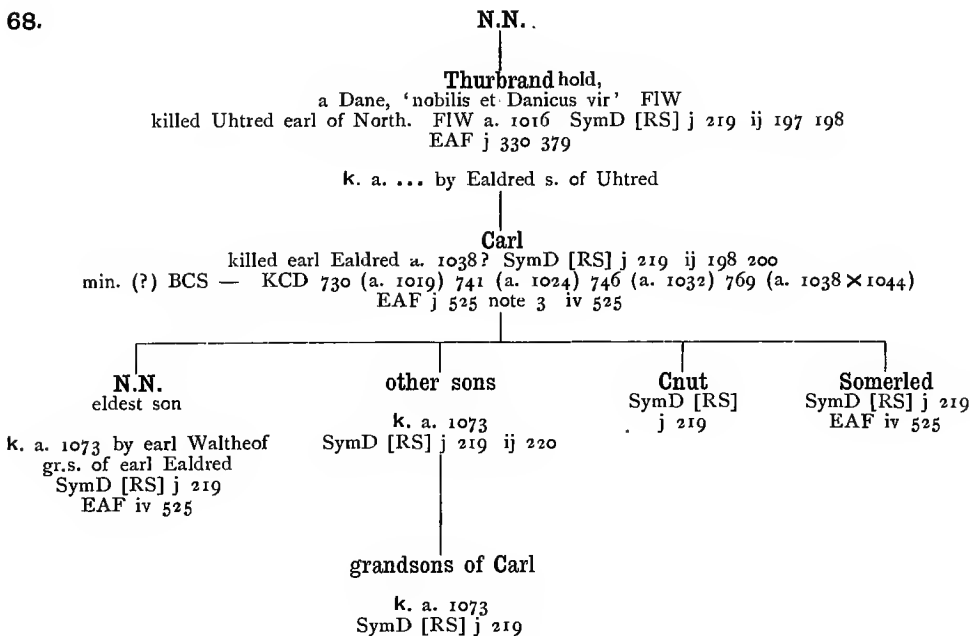 68.
N.N.
Thurbrand hold,
a Dane, 'nobilis et Danicus vir' FlW
killed Uhtred earl of North. FlW a. 1016 SymD [RS] j 219 ij 197 198
EAF j 330 379
k. a. ... by Ealdred s. of Uhtred
Carl
killed earl Ealdred a. 1038? SymD [RS] j 219 ij 198 200
min. (?) BCS — KCD 730 (a. 1019) 741 (a. 1024) 746 (a. 1032) 769 (a. 1038 × 1044)
EAF j 525 note 3 iv 525
N.N.
eldest son
k. a. 1073 by earl Waltheof
gr.s. of earl Ealdred
SymD [RS] j 219
EAF iv 525
other sons
k. a. 1073
SymD [RS] j 219 ij 220
grandsons of Carl
k. a. 1073
SymD [RS] j 219
Cnut
SymD [RS]
j 219
Somerled
SymD [RS] j 219
EAF iv 525